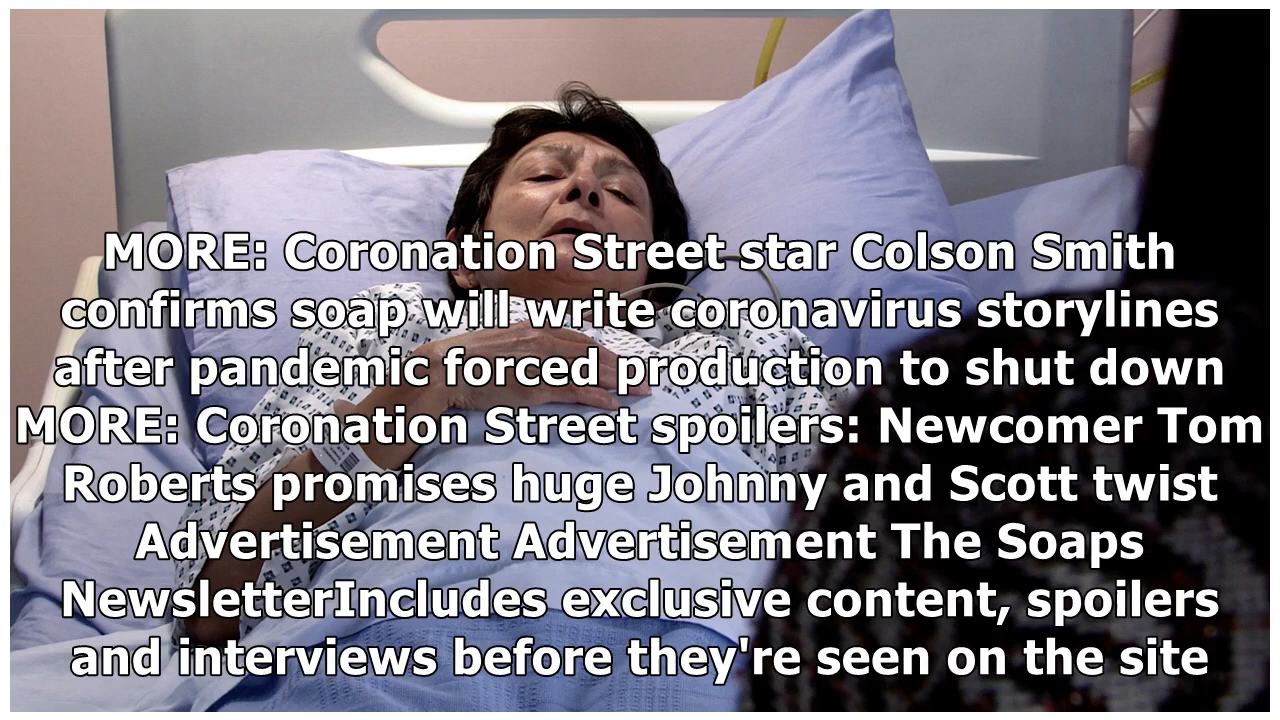 MORE: Coronation Street star Colson Smith
confirms soap will write coronavirus storylines
after pandemic forced production to shut down
MORE: Coronation Street spoilers: Newcomer Tom
Roberts promises huge Johnny and Scott twist
Advertisement Advertisement The Soaps
NewsletterIncludes exclusive content, spoilers
and interviews before they're seen on the site